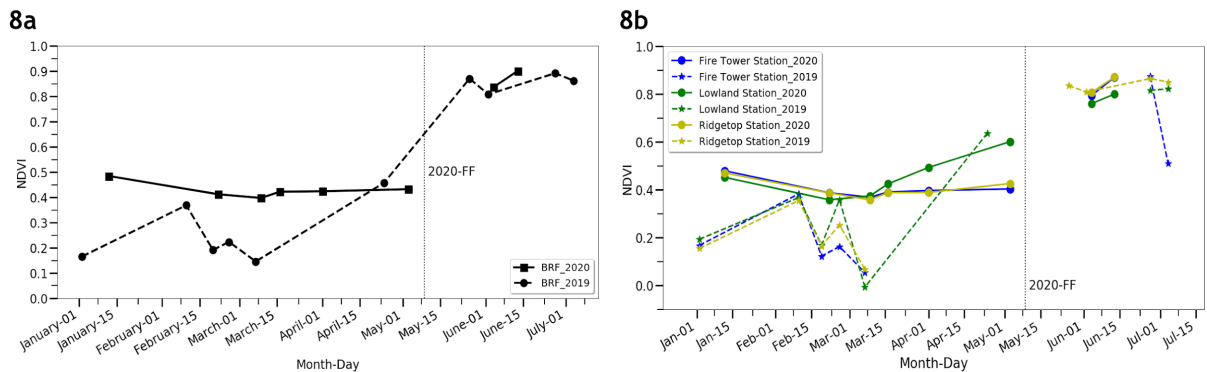 8a
1.0
0.9
0.8
0.7
0.6
0.5
0.4
0.3
0.2
0.1
0.0
NDVI
2020-FF
BRF_2020
BRF_2019
January-01
January-15
February-01
February-15
March-01
March-15
April-01
April-15
May-01
May-15
June-01
June-15
July-01
Month-Day
8b
1.0
0.8
0.6
0.4
0.2
0.0
NDVI
Fire Tower Station_2020
Fire Tower Station_2019
Lowland Station_2020
Lowland Station_2019
Ridgetop Station_2020
Ridgetop Station_2019
2020-FF
Jan-01
Jan-15
Feb-01
Feb-15
Mar-01
Mar-15
Apr-01
Apr-15
May-01
May-15
Jun-01
Jun-15
Jul-01
Jul-15
Month-Day